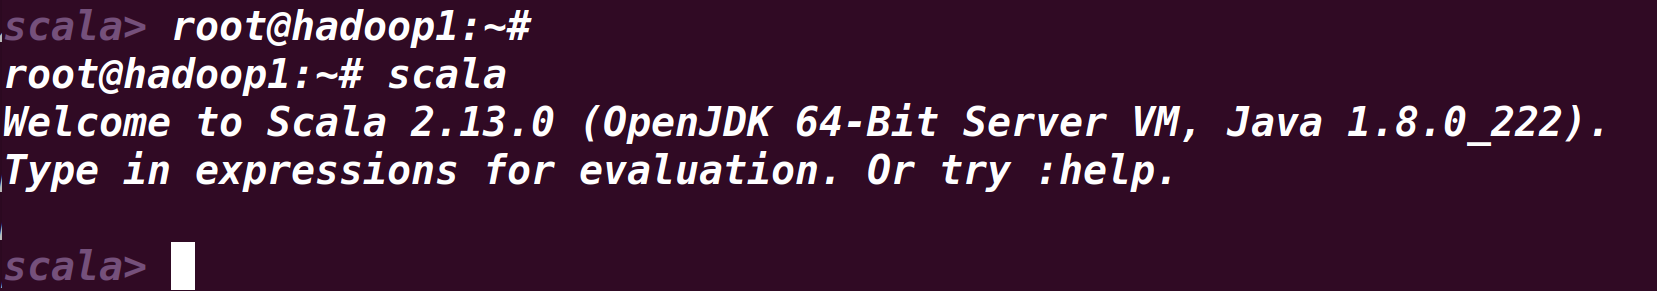 scala> root@hadoop1:~#
root@hadoop1:~# scala
Welcome to Scala 2.13.0 (OpenJDK 64-Bit Server VM, Java 1.8.0_222).
Type in expressions for evaluation. Or try :help.
scala>